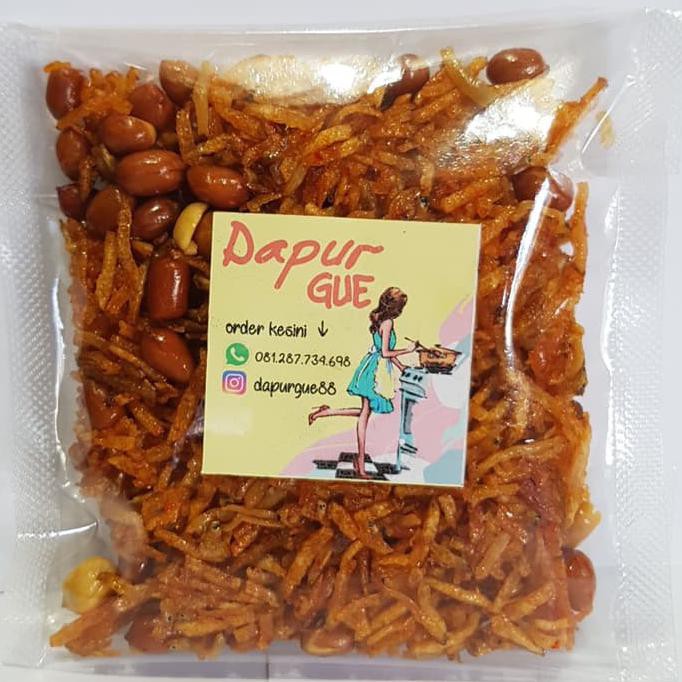 Dapur
GUE
order kesini ↓
081.287.734.698
dapurgue88